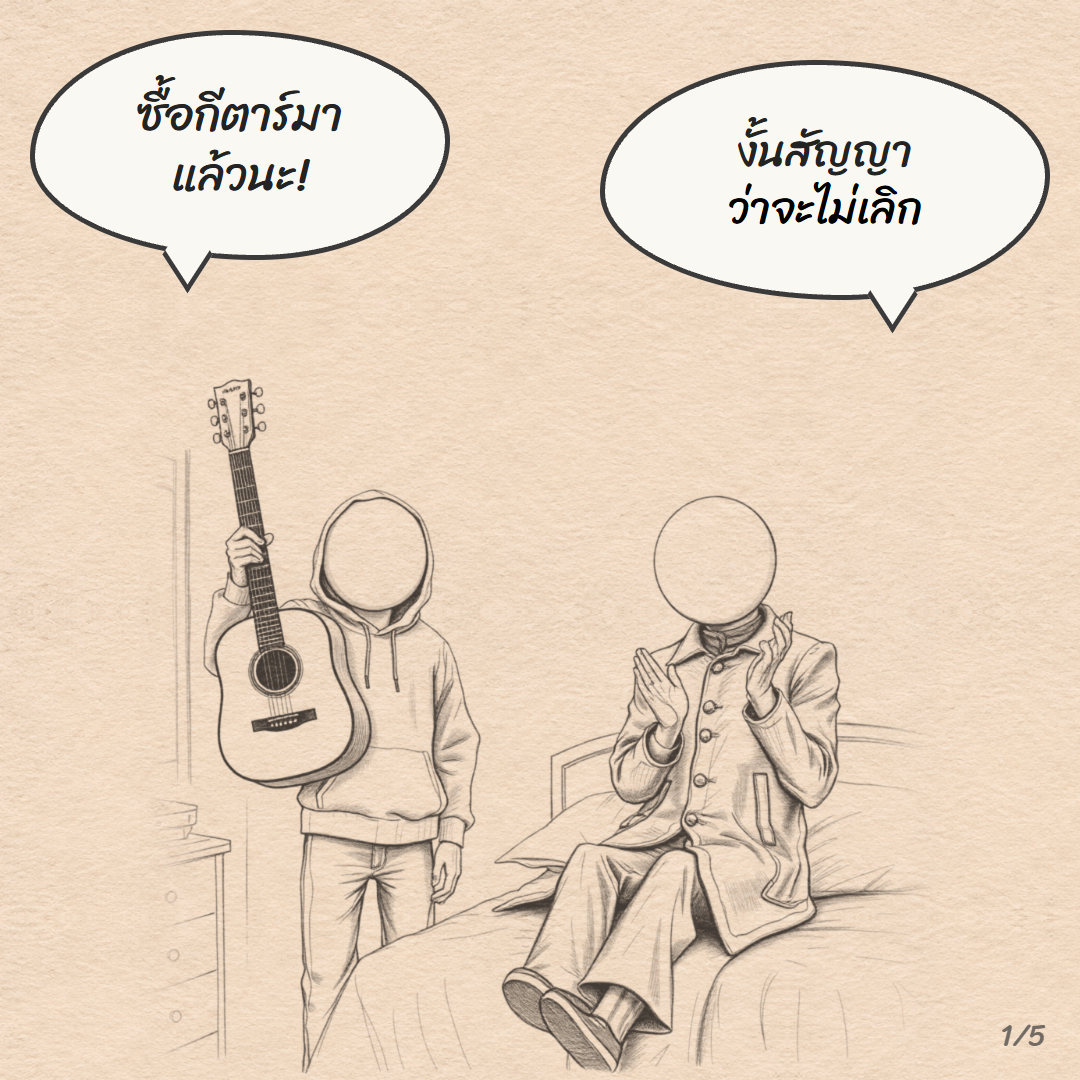 ซื้อกีตาร์มา
แล้วนะ!
งั้นสัญญา
ว่าจะไม่เลิก
1/5